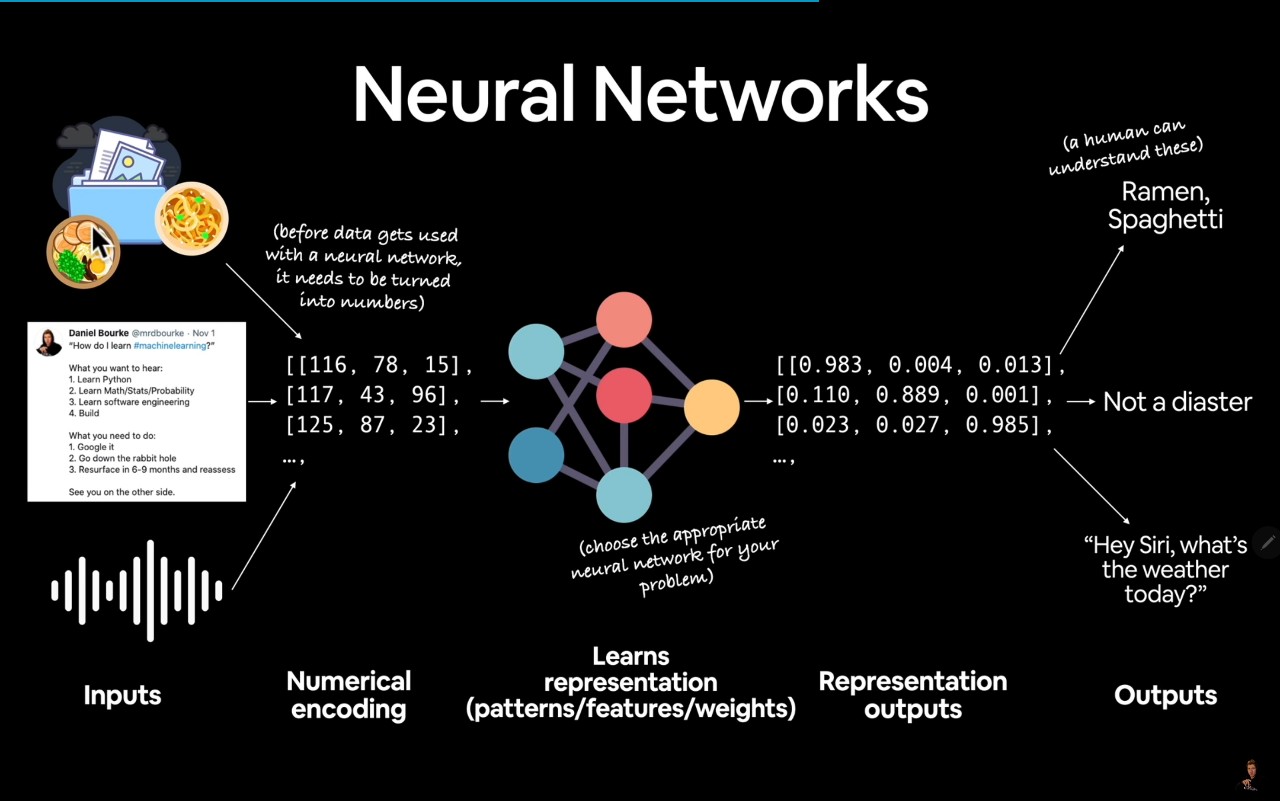 Neural Networks
(a human can
understand these)
Ramen,
Spaghetti
(before data gets used
with a neural network,
it needs to be turned
into numbers)
Daniel Bourke @mrdbourke · Nov 1
“How do I learn #machinelearning?”
What you want to hear:
1. Learn Python
2. Learn Math/Stats/Probability
3. Learn software engineering
4. Build
What you need to do:
1. Google it
2. Go down the rabbit hole
3. Resurface in 6-9 months and reassess
See you on the other side.
[[116, 78, 15],
[117, 43, 96],
[125, 87, 23],
…,
[[0.983, 0.004, 0.013],
[0.110, 0.889, 0.001],
[0.023, 0.027, 0.985],
…,
Not a diaster
(choose the appropriate
neural network for your
problem)
“Hey Siri, what’s
the weather
today?”
Inputs
Numerical
encoding
Learns
representation
(patterns/features/weights)
Representation
outputs
Outputs